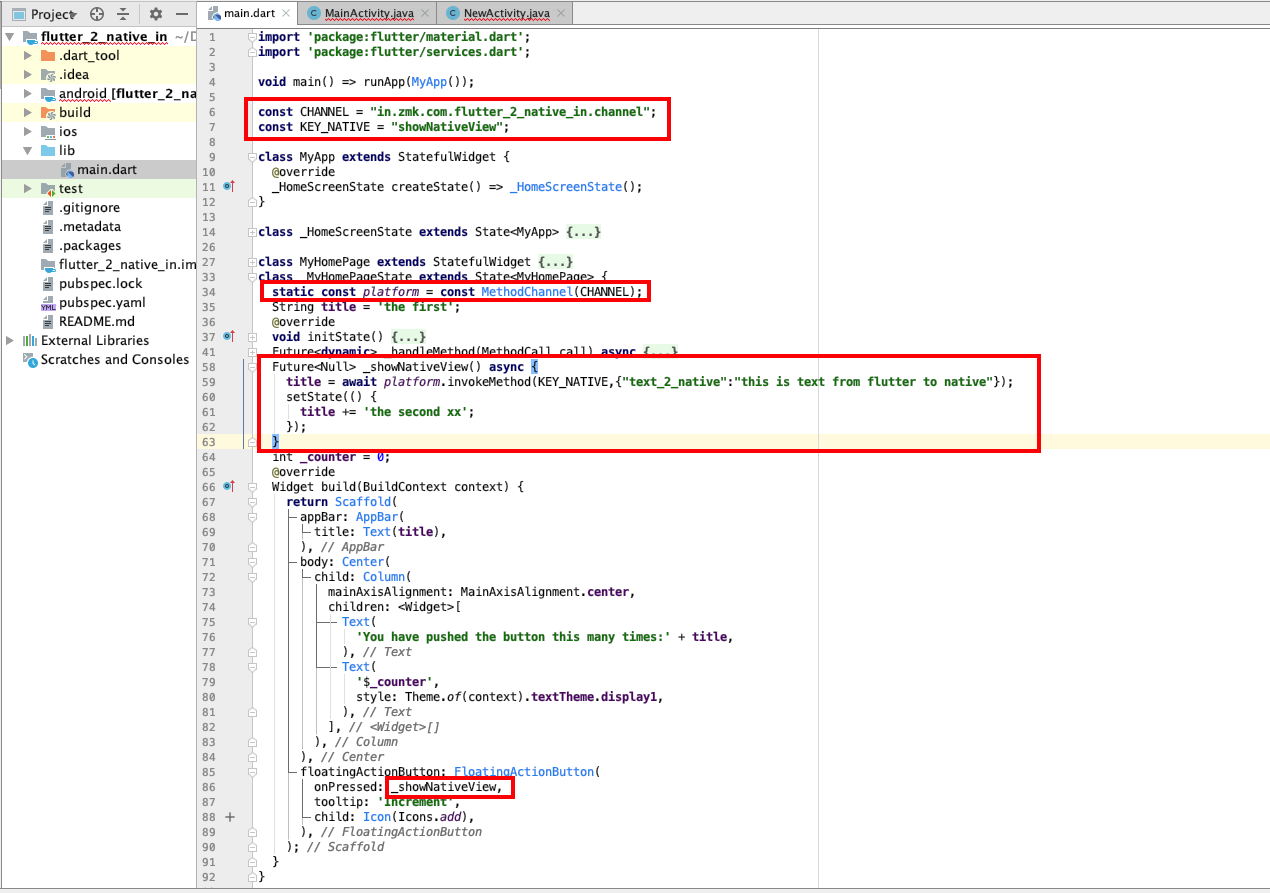 Project
main.dart
MainActivity.java
NewActivity.java
flutter_2_native_in ~/D
.dart_tool
.idea
android [flutter_2_na
build
ios
lib
main.dart
test
.gitignore
.metadata
.packages
flutter_2_native_in.im
pubspec.lock
pubspec.yaml
README.md
External Libraries
Scratches and Consoles
1 import 'package:flutter/material.dart';
2 import 'package:flutter/services.dart';
3
4 void main() => runApp(MyApp());
5
6 const CHANNEL = "in.zmk.com.flutter_2_native_in.channel";
7 const KEY_NATIVE = "showNativeView";
8
9 class MyApp extends StatefulWidget {
10 @override
11 _HomeScreenState createState() => _HomeScreenState();
12 }
13
14 class _HomeScreenState extends State<MyApp> {...}
26
27 class MyHomePage extends StatefulWidget {...}
33 class _MyHomePageState extends State<MyHomePage> {
34 static const platform = const MethodChannel(CHANNEL);
35 String title = 'the first';
36 @override
37 void initState() {...}
41 Future<dynamic> _handleMethod(MethodCall call) async {...}
58 Future<Null> _showNativeView() async {
59 title = await platform.invokeMethod(KEY_NATIVE,{"text_2_native":"this is text from flutter to native"});
60 setState(() {
61 title += 'the second xx';
62 });
63 }
64 int _counter = 0;
65 @override
66 Widget build(BuildContext context) {
67 return Scaffold(
68 appBar: AppBar(
69 title: Text(title),
70 ), // AppBar
71 body: Center(
72 child: Column(
73 mainAxisAlignment: MainAxisAlignment.center,
74 children: <Widget>[
75 Text(
76 'You have pushed the button this many times:' + title,
77 ), // Text
78 Text(
79 '$_counter',
80 style: Theme.of(context).textTheme.display1,
81 ), // Text
82 ], // <Widget>[]
83 ), // Column
84 ), // Center
85 floatingActionButton: FloatingActionButton(
86 onPressed: _showNativeView,
87 tooltip: 'Increment',
88 child: Icon(Icons.add),
89 ), // FloatingActionButton
90 ); // Scaffold
91 }
92 }